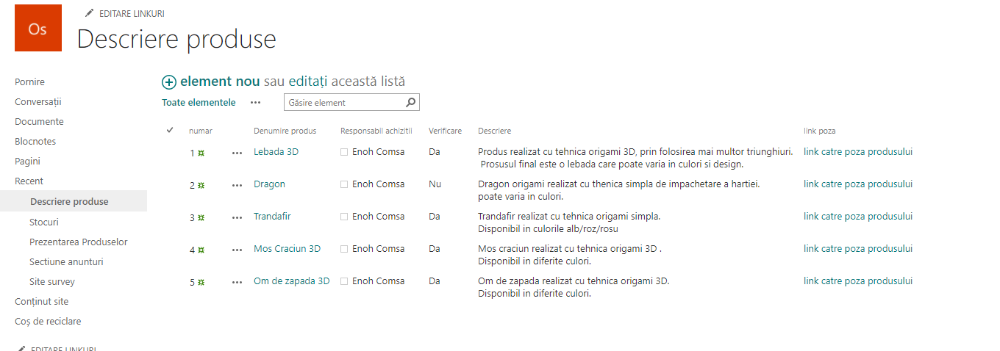 Os
EDITARE LINKURI
Descriere produse
Pornire
Conversații
Documente
Blocnotes
Pagini
Recent
Descriere produse
Stocuri
Prezentarea Produselor
Sectiune anunturi
Site survey
Conținut site
Coș de reciclare
EDITARE LINKURI
element nou sau editați această listă
Toate elementele ••• Găsire element
numar Denumire produs Responsabil achizitii Verificare Descriere link poza
1 ••• Lebada 3D Enoh Comsa Da Produs realizat cu tehnica origami 3D, prin folosirea mai multor triunghiuri. link catre poza produsului
Prosusul final este o lebada care poate varia in culori si design.
2 ••• Dragon Enoh Comsa Nu Dragon origami realizat cu thenica simpla de impachetare a hartiei. link catre poza produsului
poate varia in culori.
3 ••• Trandafir Enoh Comsa Da Trandafir realizat cu tehnica origami simpla. link catre poza produsului
Disponibil in culorile alb/roz/rosu
4 ••• Mos Craciun 3D Enoh Comsa Da Mos craciun realizat cu tehnica origami 3D . link catre poza produsului
Disponibil in diferite culori.
5 ••• Om de zapada 3D Enoh Comsa Da Om de zapada realizat cu tehnica origami 3D. link catre poza produsului
Disponibil in diferite culori.